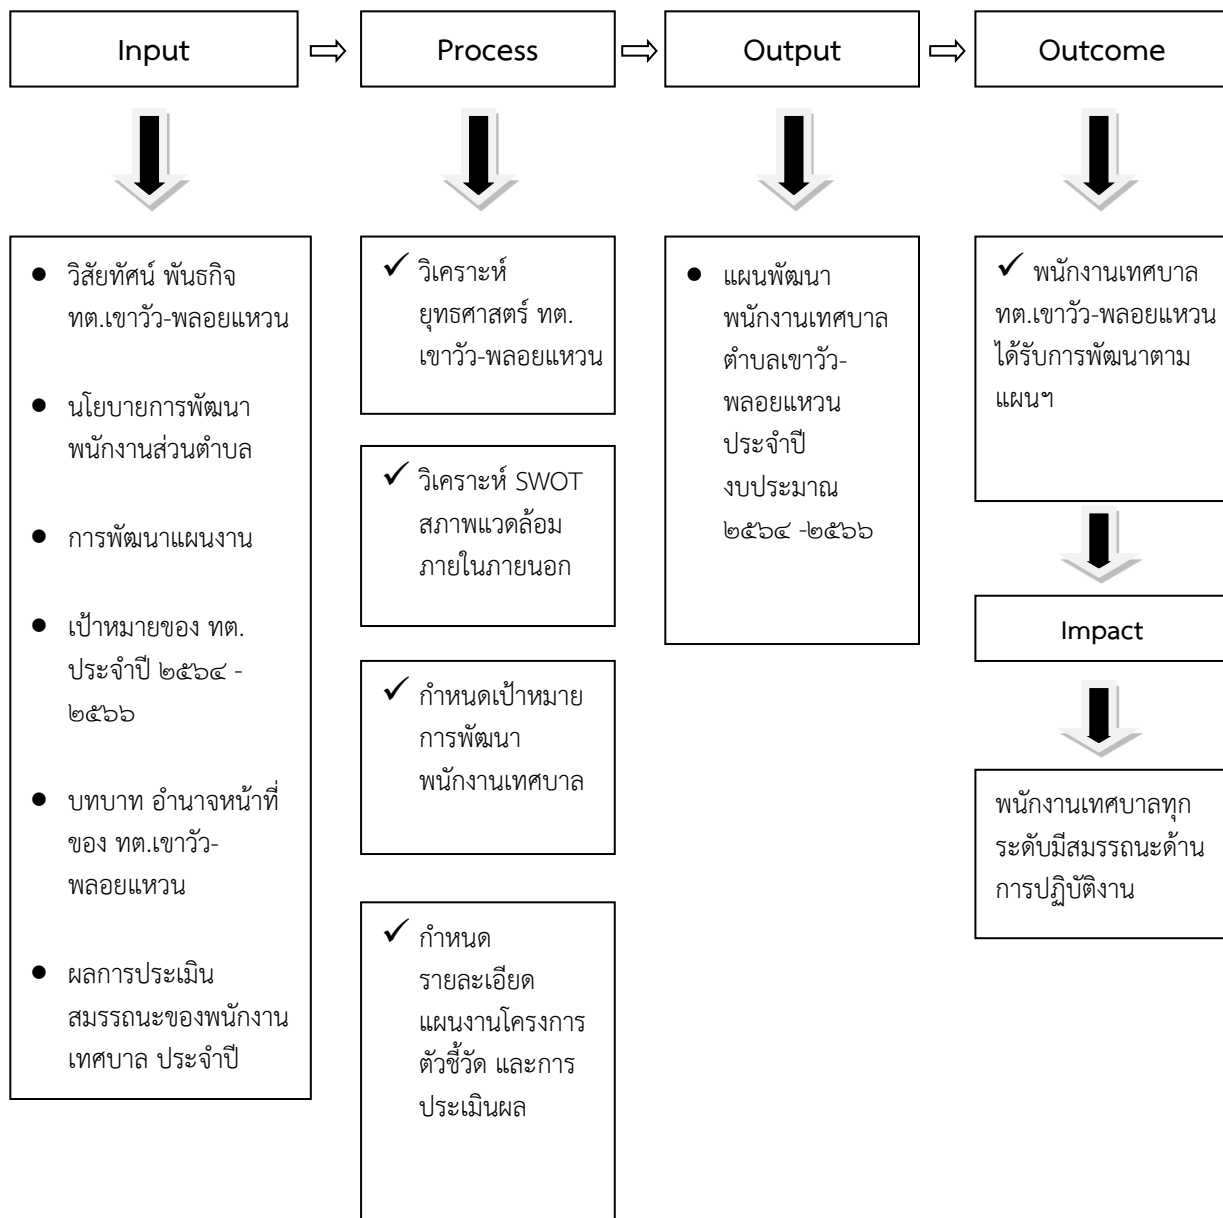 Input
Process
Output
Outcome
วิสัยทัศน์ พันธกิจ
ทต.เขาวัว-พลอยแหวน
นโยบายการพัฒนา
พนักงานส่วนตำบล
การพัฒนาแผนงาน
เป้าหมายของ ทต.
ประจำปี ๒๕๖๔ -
๒๕๖๖
บทบาท อำนาจหน้าที่
ของ ทต.เขาวัว-
พลอยแหวน
ผลการประเมิน
สมรรถนะของพนักงาน
เทศบาล ประจำปี
วิเคราะห์
ยุทธศาสตร์ ทต.
เขาวัว-พลอยแหวน
วิเคราะห์ SWOT
สภาพแวดล้อม
ภายในภายนอก
กำหนดเป้าหมาย
การพัฒนา
พนักงานเทศบาล
กำหนด
รายละเอียด
แผนงานโครงการ
ตัวชี้วัด และการ
ประเมินผล
แผนพัฒนา
พนักงานเทศบาล
ตำบลเขาวัว-
พลอยแหวน
ประจำปี
งบประมาณ
๒๕๖๔ -๒๕๖๖
พนักงานเทศบาล
ทต.เขาวัว-พลอยแหวน
ได้รับการพัฒนาตาม
แผนฯ
Impact
พนักงานเทศบาลทุก
ระดับมีสมรรถนะด้าน
การปฏิบัติงาน